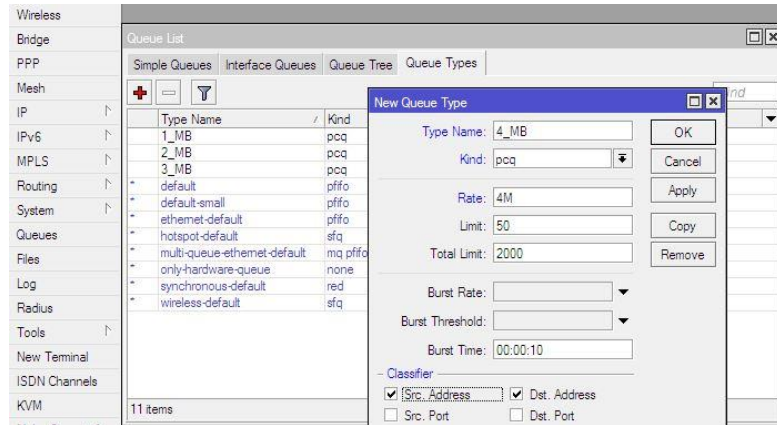 Wireless
Bridge
PPP
Mesh
IP
IPv6
MPLS
Routing
System
Queues
Files
Log
Radius
Tools
New Terminal
ISDN Channels
KVM
Queue List
Simple Queues Interface Queues Queue Tree Queue Types
Find
Type Name / Kind
1_MB pcq
2_MB pcq
3_MB pcq
* default pfifo
* default-small pfifo
* ethernet-default pfifo
* hotspot-default sfq
* multi-queue-ethernet-default mq pfifo
* only-hardware-queue none
* synchronous-default red
* wireless-default sfq
11 items
New Queue Type
Type Name: 4_MB
Kind: pcq
Rate: 4M
Limit: 50
Total Limit: 2000
Burst Rate:
Burst Threshold:
Burst Time: 00:00:10
Classifier
Src. Address Dst. Address
Src. Port Dst. Port
OK
Cancel
Apply
Copy
Remove